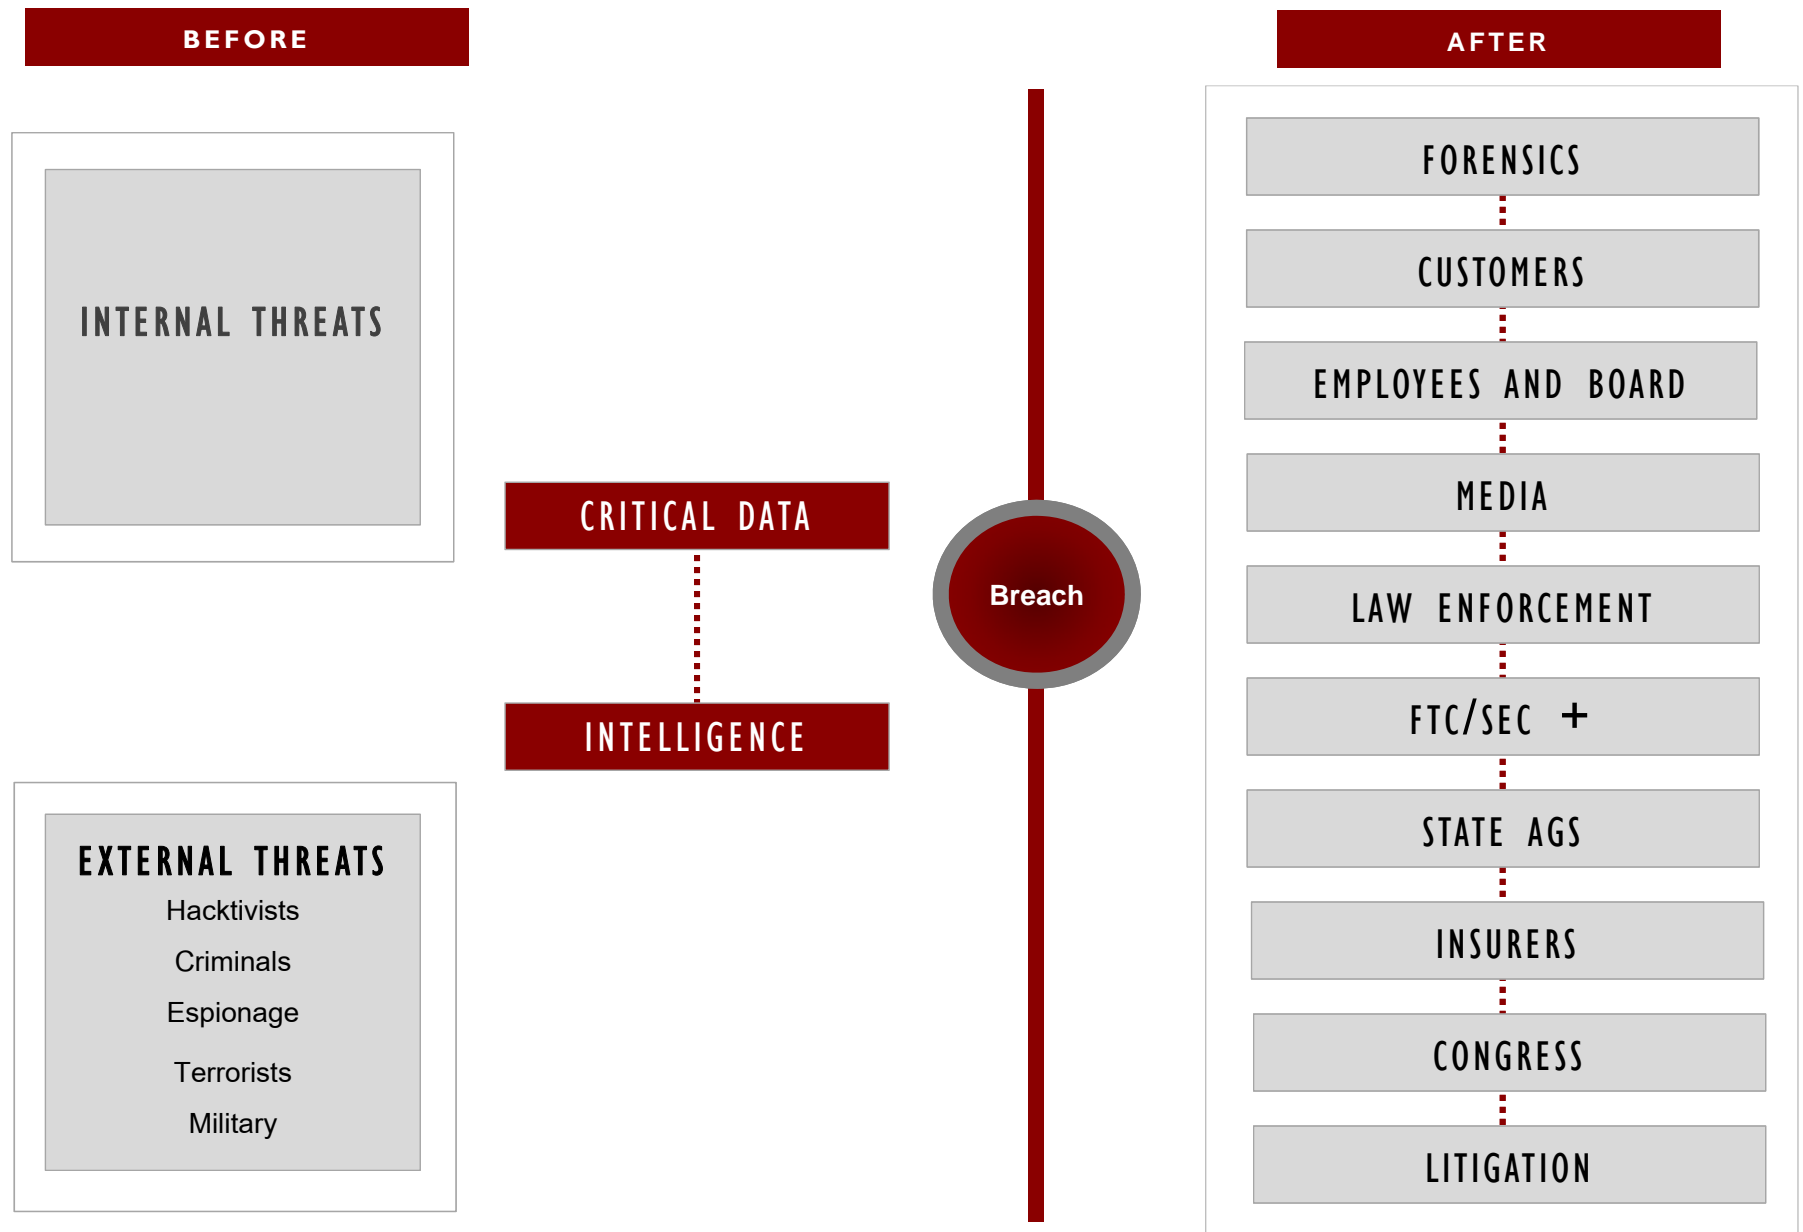 BEFORE
INTERNAL THREATS
EXTERNAL THREATS
Hacktivists
Criminals
Espionage
Terrorists
Military
CRITICAL DATA
INTELLIGENCE
Breach
AFTER
FORENSICS
CUSTOMERS
EMPLOYEES AND BOARD
MEDIA
LAW ENFORCEMENT
FTC/SEC +
STATE AGS
INSURERS
CONGRESS
LITIGATION